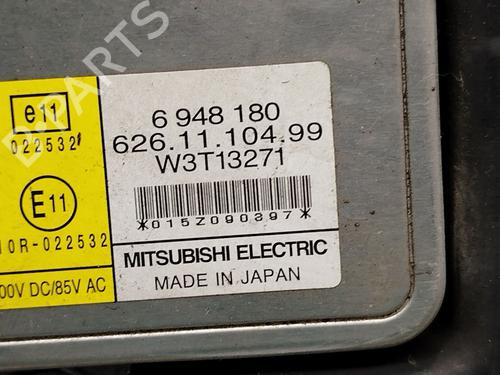 e11
022532
E11
10R-022532
00V DC/85V AC
6 948 180
626.11.104.99
W3T13271
*015Z090397*
MITSUBISHI ELECTRIC
MADE IN JAPAN